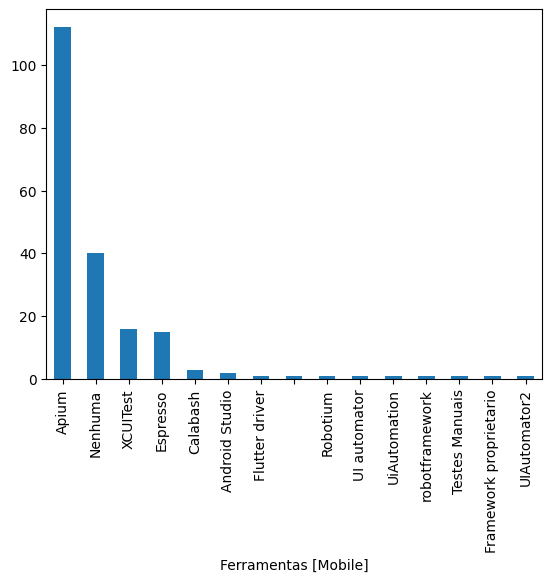 100
80
60
40
20
0
Apium
Nenhuma
XCUITest
Espresso
Calabash
Android Studio
Flutter driver
Robotium
UI automator
UiAutomation
robotframework
Testes Manuais
Framework proprietario
UIAutomator2
Ferramentas [Mobile]